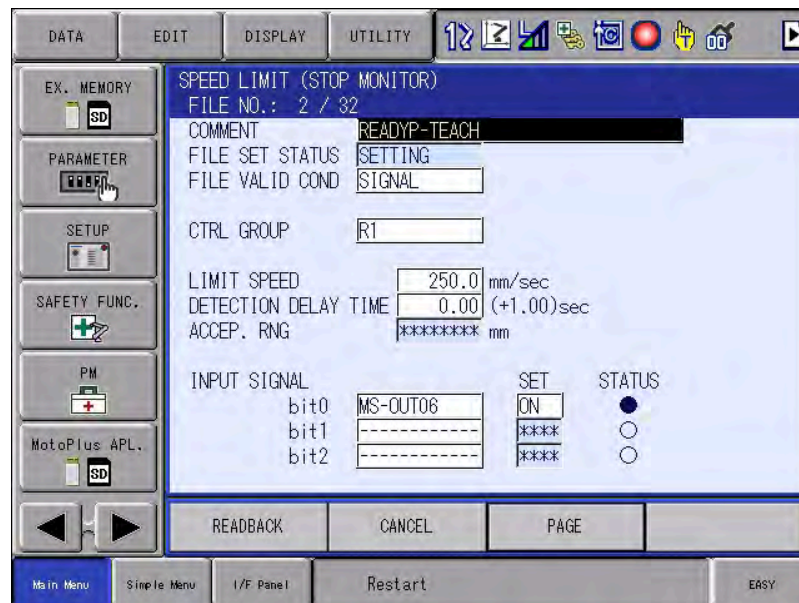 DATA EDIT DISPLAY UTILITY
EX. MEMORY
SD
PARAMETER
SETUP
SAFETY FUNC.
PM
MotoPlus APL.
SD
SPEED LIMIT (STOP MONITOR)
FILE NO.: 2 / 32
COMMENT READYP-TEACH
FILE SET STATUS SETTING
FILE VALID COND SIGNAL
CTRL GROUP R1
LIMIT SPEED 250.0 mm/sec
DETECTION DELAY TIME 0.00 (+1.00)sec
ACCEP. RNG ******** mm
INPUT SIGNAL SET STATUS
bit0 MS-OUT06 ON
bit1 ------------ ****
bit2 ------------ ****
READBACK CANCEL PAGE
Main Menu Simple Menu I/F Panel Restart EASY